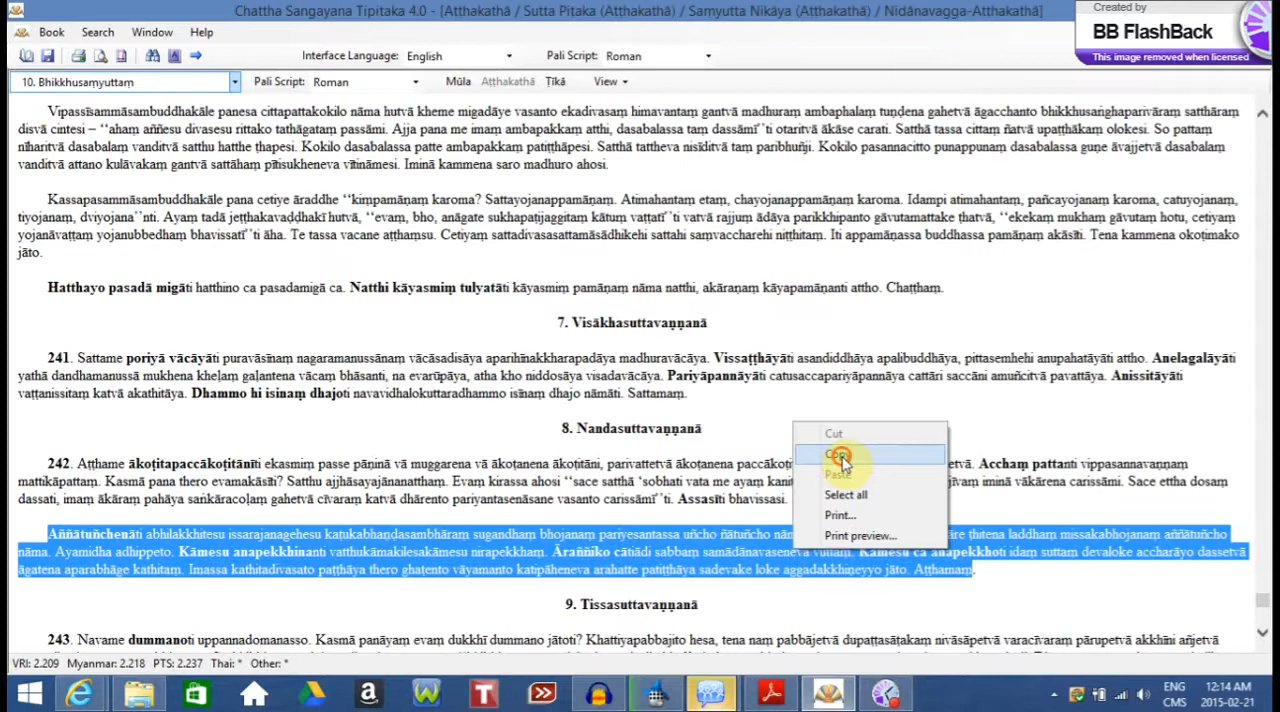 Chattha Sangayana Tipitaka 4.0 - [Aṭṭhakathā / Sutta Pitaka (Aṭṭhakathā) / Saṃyutta Nikāya (Aṭṭhakathā) / Nidānavagga-Aṭṭhakathā]
Created by
BB FlashBack
This image removed when licensed
Book Search Window Help
Interface Language: English Pali Script: Roman
10. Bhikkhusaṃyuttaṃ Pali Script: Roman Mūla Aṭṭhakathā Ṭīkā View
Vipassīsammāsambuddhakāle panesa cittapattakokilo nāma hutvā kheme migadāye vasanto ekadivasaṃ himavantaṃ gantvā madhuraṃ ambaphalaṃ tuṇḍena gahetvā āgacchanto bhikkhusaṅghaparivāraṃ satthāraṃ
disvā cintesi – ‘‘ahaṃ aññesu divasesu rittako tathāgataṃ passāmi. Ajja pana me imaṃ ambapakkaṃ atthi, dasabalassa taṃ dassāmī’’ti otaritvā ākāse carati. Satthā tassa cittaṃ ñatvā upaṭṭhākaṃ olokesi. So pattaṃ
nīharitvā dasabalaṃ vanditvā satthu hatthe ṭhapesi. Kokilo dasabalassa patte ambapakkaṃ patiṭṭhāpesi. Satthā tattheva nisīditvā taṃ paribhuñji. Kokilo pasannacitto punappunaṃ dasabalassa guṇe āvajjetvā dasabalaṃ
vanditvā attano kulāvakaṃ gantvā sattāhaṃ pītisukheneva vītināmesi. Iminā kammena saro madhuro ahosi.
Kassapasammāsambuddhakāle pana cetiye āraddhe ‘‘kiṃpamāṇaṃ karoma? Sattayojanappamāṇaṃ. Atimahantaṃ etaṃ, chayojanappamāṇaṃ karoma. Idampi atimahantaṃ, pañcayojanaṃ karoma, catuyojanaṃ,
tiyojanaṃ, dviyojana’’nti. Ayaṃ tadā jeṭṭhakavaḍḍhakī hutvā, ‘‘evaṃ, bho, anāgate sukhapaṭijaggitaṃ kātuṃ vaṭṭatī’’ti vatvā rajjuṃ ādāya parikkhipanto gāvutamattake ṭhatvā, ‘‘ekekaṃ mukhaṃ gāvutaṃ hotu, cetiyaṃ
yojanāvaṭṭaṃ yojanubbedhaṃ bhavissatī’’ti āha. Te tassa vacane aṭṭhaṃsu. Cetiyaṃ sattadivasasattamāsādhikehi sattahi saṃvaccharehi niṭṭhitaṃ. Iti appamāṇassa buddhassa pamāṇaṃ akāsīti. Tena kammena okoṭimako
jāto.
Hatthayo pasadā migāti hatthino ca pasadamigā ca. Natthi kāyasmiṃ tulyatāti kāyasmiṃ pamāṇaṃ nāma natthi, akāraṇaṃ kāyapamāṇanti attho. Chaṭṭhaṃ.
7. Visākhasuttavaṇṇanā
241. Sattame poriyā vācāyāti puravāsīnaṃ nagaramanussānaṃ vācāsadisāya aparihīnakkharapadāya madhuravācāya. Vissaṭṭhāyāti asandiddhāya apalibuddhāya, pittasemhehi anupahatāyāti attho. Anelagalāyāti
yathā dandhamanussā mukhena kheḷaṃ gaḷantena vācaṃ bhāsanti, na evarūpāya, atha kho niddosāya visadavācāya. Pariyāpannāyāti catusaccapariyāpannāya cattāri saccāni amuñcitvā pavattāya. Anissitāyāti
vaṭṭanissitaṃ katvā akathitāya. Dhammo hi isinaṃ dhajoti navavidhalokuttaradhammo isīnaṃ dhajo nāmāti. Sattamaṃ.
8. Nandasuttavaṇṇanā
242. Aṭṭhame ākoṭitapaccākoṭitānīti ekasmiṃ passe pāṇinā vā muggarena vā ākoṭanena ākoṭitāni, parivattetvā ākoṭanena paccākoṭi tvā. Acchaṃ pattanti vippasannavaṇṇaṃ
mattikāpattaṃ. Kasmā pana thero evamakāsīti? Satthu ajjhāsayajānanatthaṃ. Evaṃ kirassa ahosi ‘‘sace satthā ‘sobhati vata me ayaṃ kani jīvaṃ iminā vākārena carissāmi. Sace ettha dosaṃ
dassati, imaṃ ākāraṃ pahāya saṅkāracoḷaṃ gahetvā cīvaraṃ katvā dhārento pariyantasenāsane vasanto carissāmī’’ti. Assasīti bhavissasi.
Aññātuñchenāti abhilakkhitesu issarajanagehesu kaṭukabhaṇḍasambhāraṃ sugandhaṃ bhojanaṃ pariyesantassa uñcho ñātuñcho nām āre ṭhitena laddhaṃ missakabhojanaṃ aññātuñcho
nāma. Ayamidha adhippeto. Kāmesu anapekkhinanti vatthukāmakilesakāmesu nirapekkhaṃ. Āraññiko cātiādi sabbaṃ samādānavaseneva vuttaṃ. Kāmesu ca anapekkhoti idaṃ suttaṃ devaloke accharāyo dassetvā
āgatena aparabhāge kathitaṃ. Imassa kathitadivasato paṭṭhāya thero ghaṭento vāyamanto katipāheneva arahatte patiṭṭhāya sadevake loke aggadakkhiṇeyyo jāto. Aṭṭhamaṃ.
Cut
Copy
Paste
Select all
Print...
Print preview...
9. Tissasuttavaṇṇanā
243. Navame dummanoti uppannadomanasso. Kasmā panāyaṃ evaṃ dukkhī dummano jātoti? Khattiyapabbajito hesa, tena naṃ pabbājetvā dupaṭṭasāṭakaṃ nivāsāpetvā varacīvaraṃ pārupetvā akkhīni añjetvā
VRI: 2.209 Myanmar: 2.218 PTS: 2.237 Thai: * Other: *
ENG
CMS
12:14 AM
2015-02-21